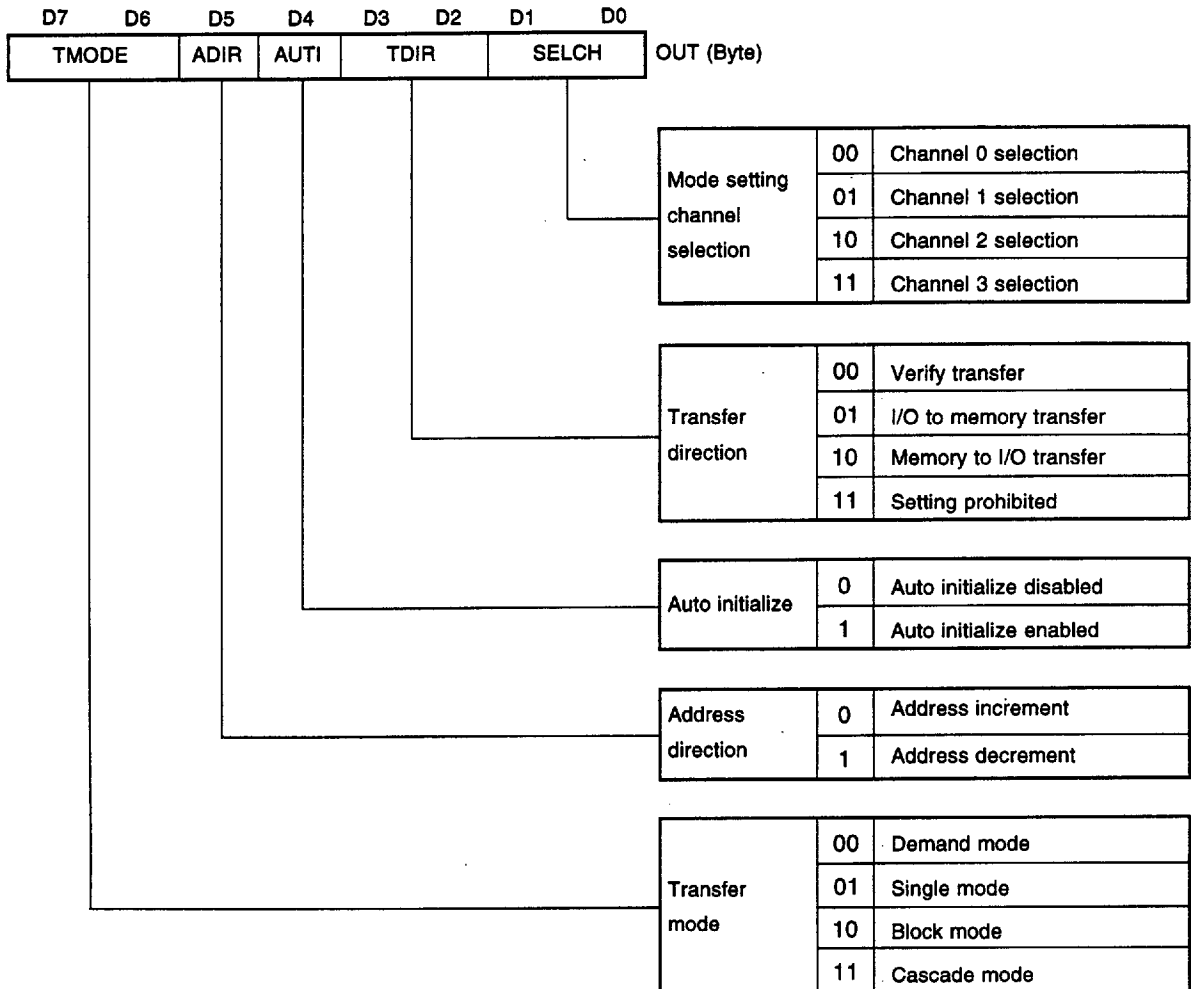 D7 D6 D5 D4 D3 D2 D1 D0
TMODE ADIR AUTI TDIR SELCH OUT (Byte)
Mode setting channel selection
00 Channel 0 selection
01 Channel 1 selection
10 Channel 2 selection
11 Channel 3 selection
Transfer direction
00 Verify transfer
01 I/O to memory transfer
10 Memory to I/O transfer
11 Setting prohibited
Auto initialize
0 Auto initialize disabled
1 Auto initialize enabled
Address direction
0 Address increment
1 Address decrement
Transfer mode
00 Demand mode
01 Single mode
10 Block mode
11 Cascade mode